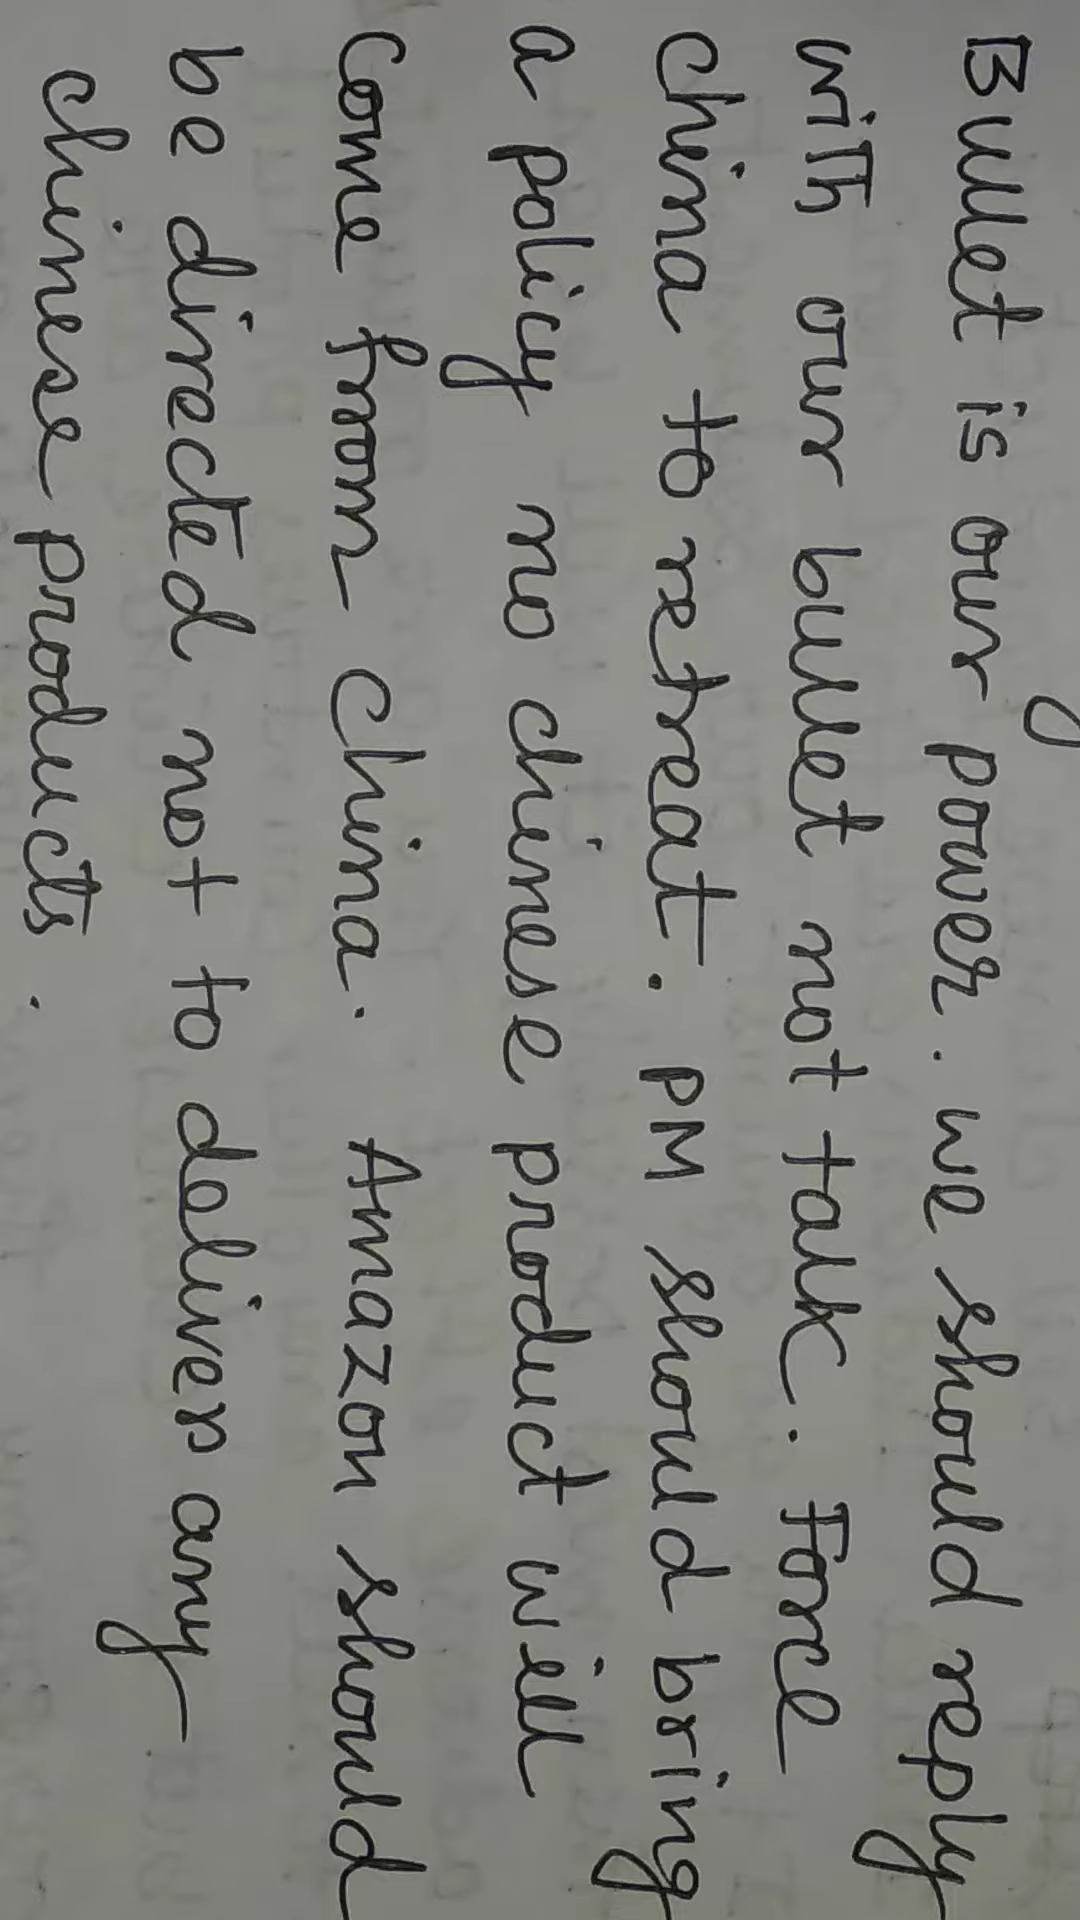 Bullet is our power. we should reply
with our bullet not talk. Force
china to retreat. PM should bring
a policy no chinese product will
come from china. Amazon should
be directed not to deliver any
chinese products.